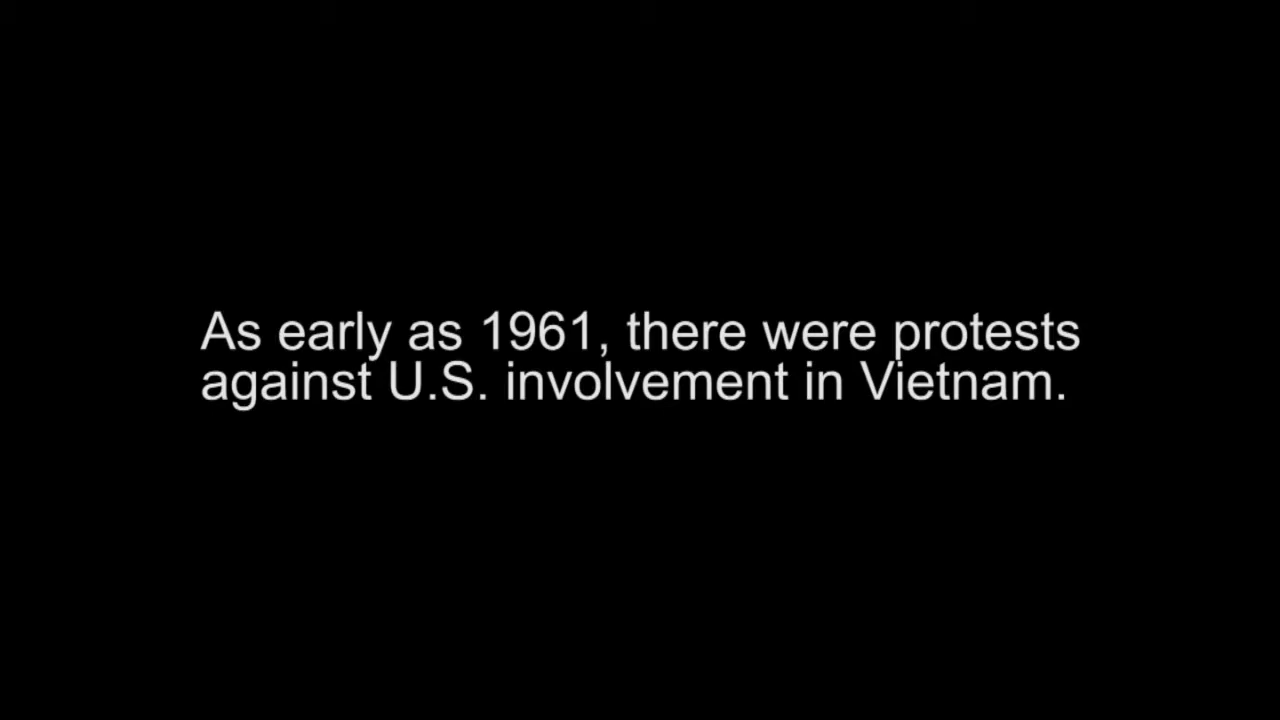 As early as 1961, there were protests
against U.S. involvement in Vietnam.